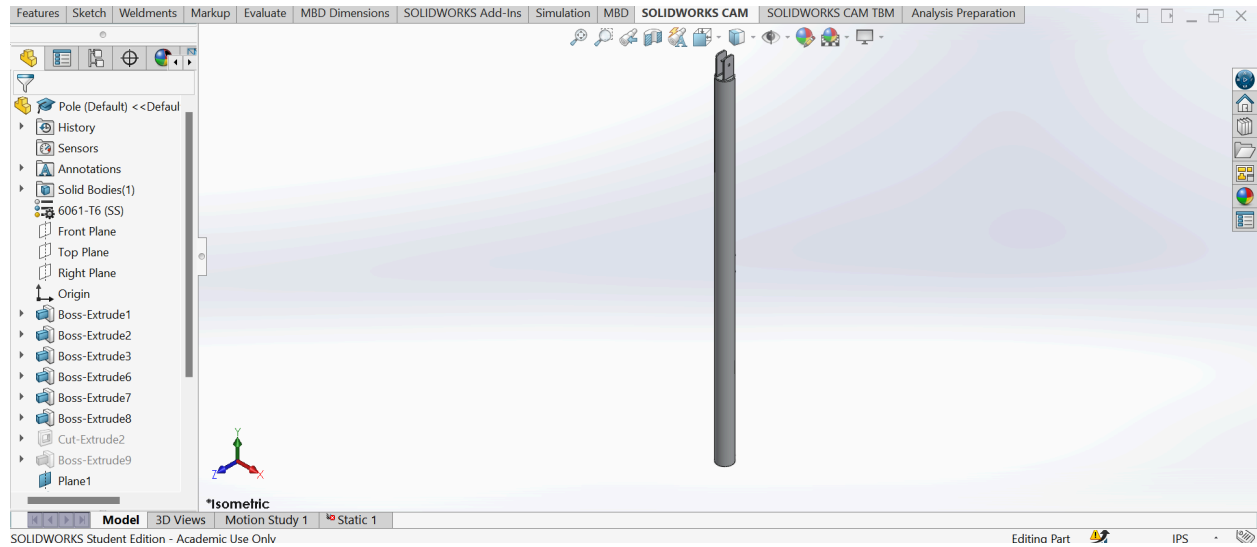 Features Sketch Weldments Markup Evaluate MBD Dimensions SOLIDWORKS Add-Ins Simulation MBD SOLIDWORKS CAM SOLIDWORKS CAM TBM Analysis Preparation
Pole (Default) <<Defaul
History
Sensors
Annotations
Solid Bodies(1)
6061-T6 (SS)
Front Plane
Top Plane
Right Plane
Origin
Boss-Extrude1
Boss-Extrude2
Boss-Extrude3
Boss-Extrude6
Boss-Extrude7
Boss-Extrude8
Cut-Extrude2
Boss-Extrude9
Plane1
Y
Z X
*Isometric
Model 3D Views Motion Study 1 Static 1
SOLIDWORKS Student Edition - Academic Use Only Editing Part IPS -